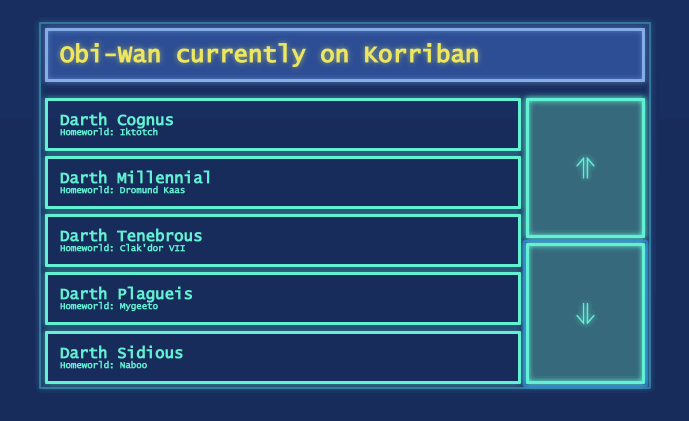 Obi-Wan currently on Korriban
Darth Cognus
Homeworld: Iktotch
Darth Millennial
Homeworld: Dromund Kaas
Darth Tenebrous
Homeworld: Clak'dor VII
Darth Plagueis
Homeworld: Mygeeto
Darth Sidious
Homeworld: Naboo